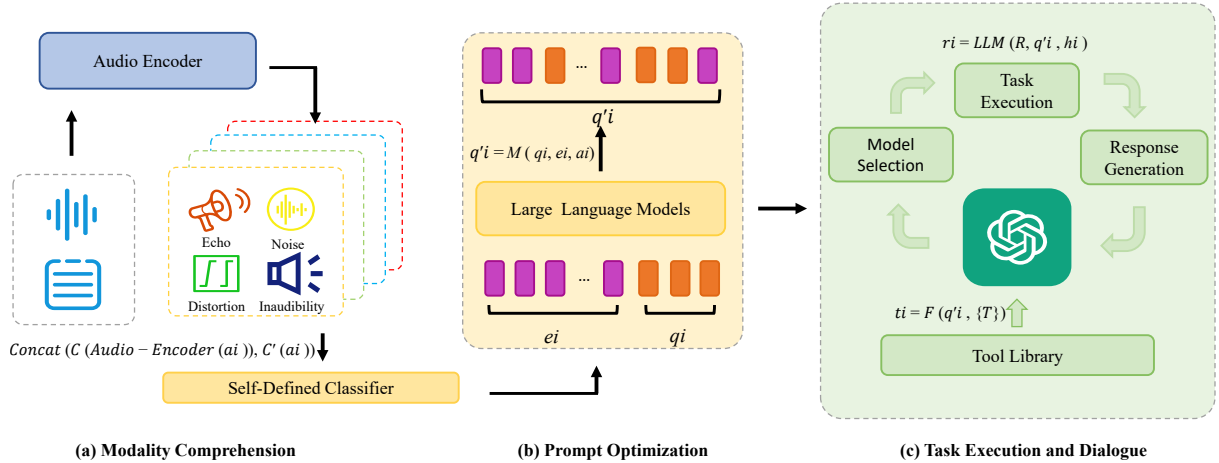 Audio Encoder
Echo
Noise
Distortion
Inaudibility
Concat (C (Audio − Encoder (ai )), C′ (ai ))
Self-Defined Classifier
(a) Modality Comprehension
...
q'i
q'i = M ( qi, ei, ai)
Large Language Models
...
ei
qi
(b) Prompt Optimization
ri = LLM (R, q'i , hi )
Task
Execution
Model
Selection
Response
Generation
ti = F (q'i , {T})
Tool Library
(c) Task Execution and Dialogue